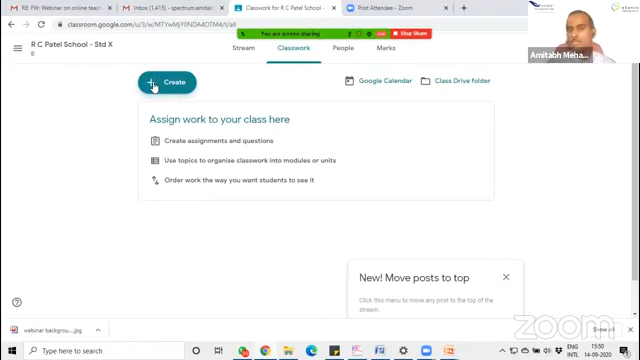 RE: FW: Webinar on online teac
Inbox (1,415) - spectrum.amitab
Classwork for R C Patel School -
Post Attendee - Zoom
classroom.google.com/u/3/w/MTYwMjY0NDA4DTM4/t/all
R C Patel School - Std X
B
You are screen sharing
LIVE
Stop Share
Stream
Classwork
People
Marks
Amitabh Meha...
Create
Google Calendar
Class Drive folder
Assign work to your class here
Create assignments and questions
Use topics to organise classwork into modules or units
Order work the way you want students to see it
New! Move posts to top
Click this menu to move any post to the top of the
stream.
zoom
webinar backgrou....jpg
Show all
Type here to search
ENG
INTL
15:50
14-09-2020